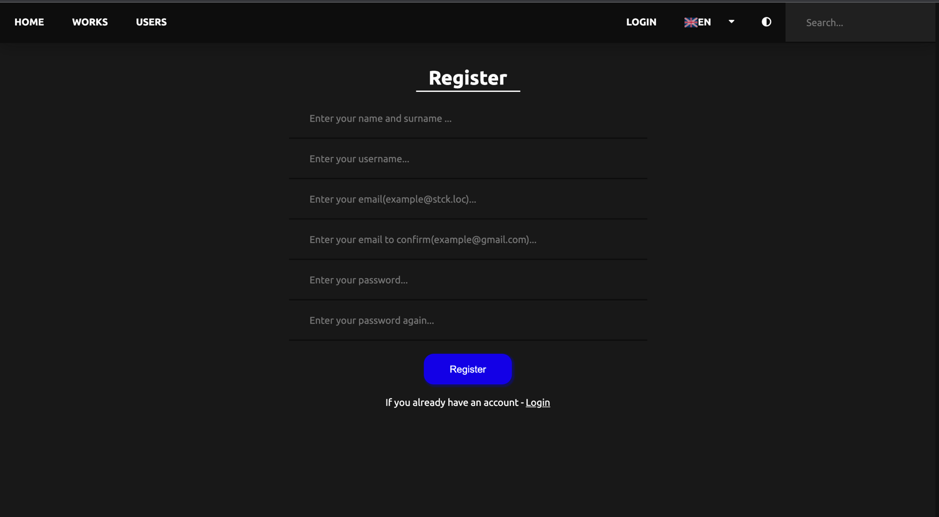 HOME WORKS USERS LOGIN EN Search...
Register
Enter your name and surname ...
Enter your username...
Enter your email(example@stck.loc)...
Enter your email to confirm(example@gmail.com)...
Enter your password...
Enter your password again...
Register
If you already have an account - Login